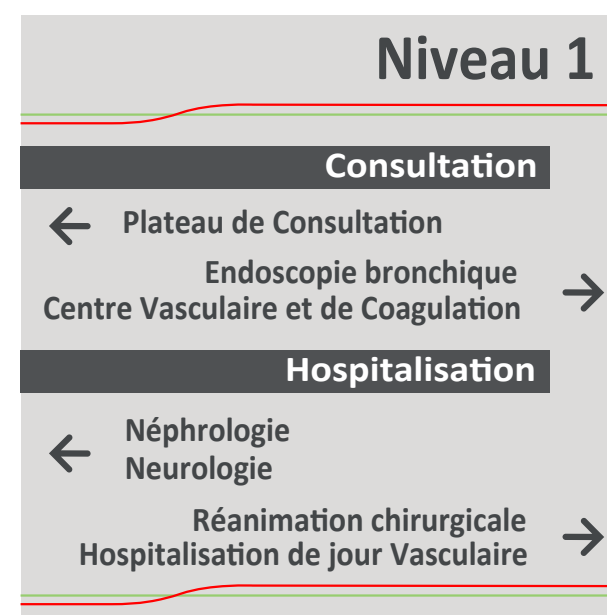 Niveau 1
Consultation
Plateau de Consultation
Endoscopie bronchique
Centre Vasculaire et de Coagulation
Hospitalisation
Néphrologie
Neurologie
Réanimation chirurgicale
Hospitalisation de jour Vasculaire